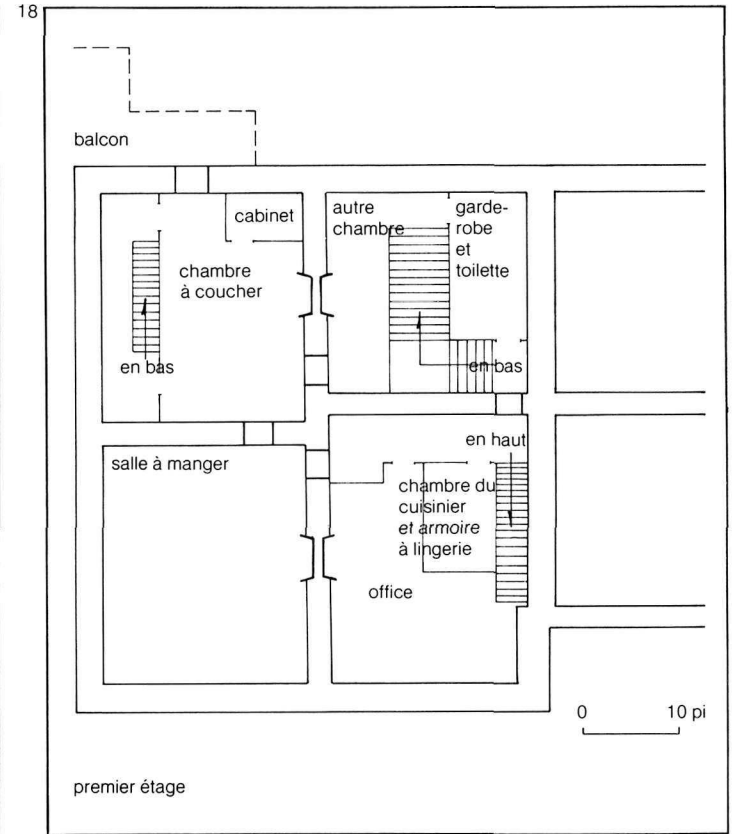 18
balcon
cabinet
autre
chambre
garde-
robe
et
toilette
chambre
à coucher
en bas
en bas
salle à manger
en haut
chambre du
cuisinier
et armoire
à lingerie
office
0 10 pi
premier étage